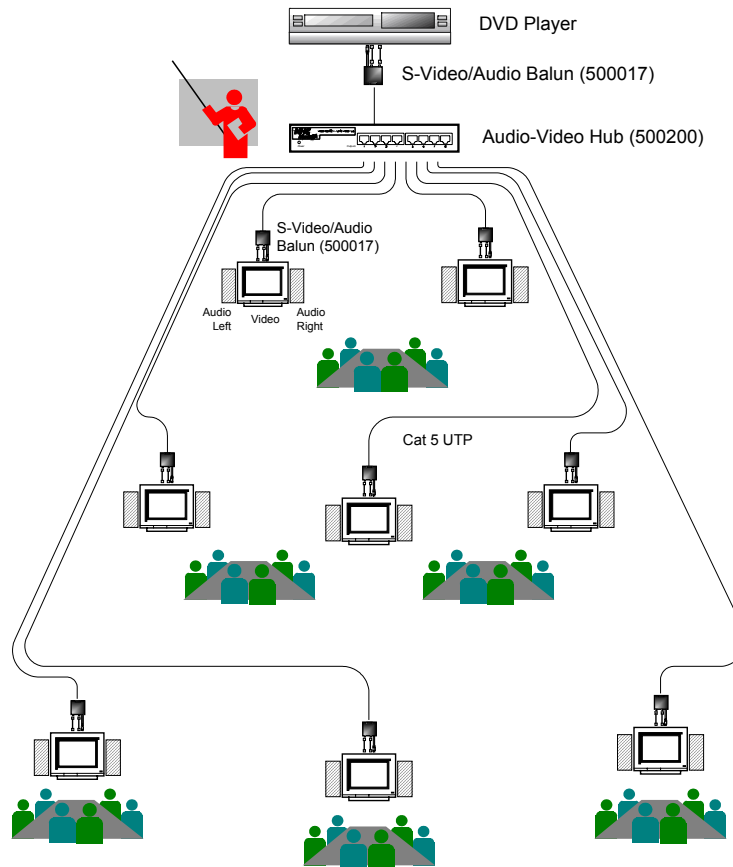 DVD Player
S-Video/Audio Balun (500017)
Audio-Video Hub (500200)
S-Video/Audio
Balun (500017)
Audio
Left
Video
Audio
Right
Cat 5 UTP